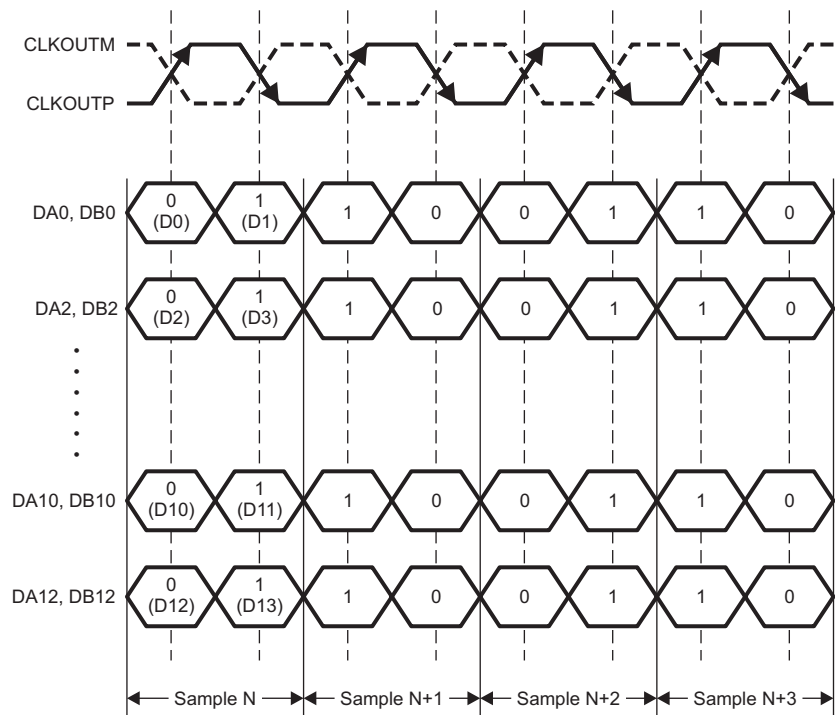 CLKOUTM
CLKOUTP
DA0, DB0 0 (D0) 1 (D1) 1 0 0 1 1 0
DA2, DB2 0 (D2) 1 (D3) 1 0 0 1 1 0
DA10, DB10 0 (D10) 1 (D11) 1 0 0 1 1 0
DA12, DB12 0 (D12) 1 (D13) 1 0 0 1 1 0
Sample N Sample N+1 Sample N+2 Sample N+3